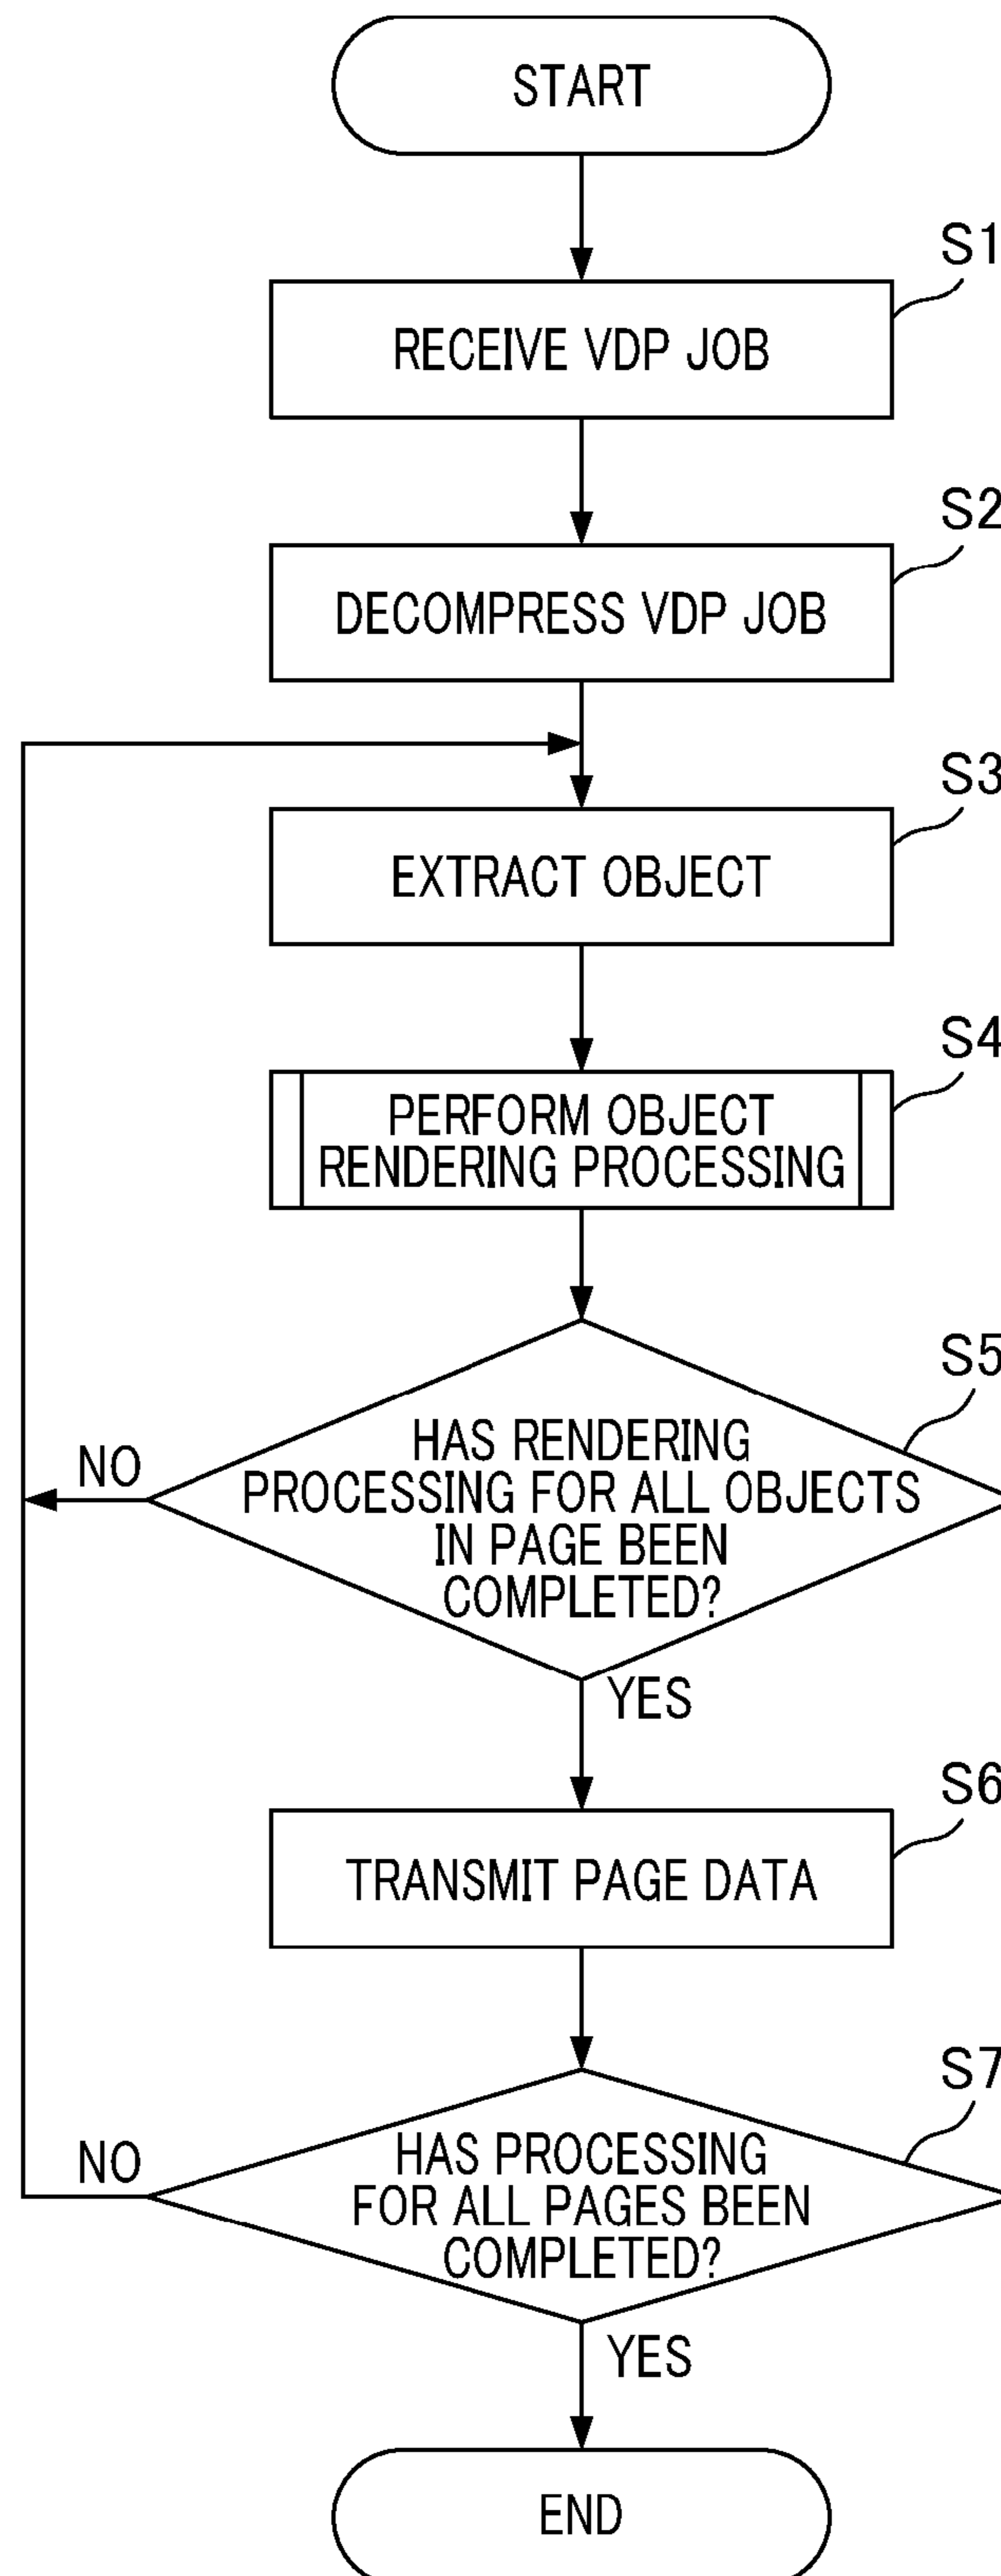 START
S1
RECEIVE VDP JOB
S2
DECOMPRESS VDP JOB
S3
EXTRACT OBJECT
S4
PERFORM OBJECT
RENDERING PROCESSING
S5
HAS RENDERING
PROCESSING FOR ALL OBJECTS
IN PAGE BEEN
COMPLETED?
NO
YES
S6
TRANSMIT PAGE DATA
S7
HAS PROCESSING
FOR ALL PAGES BEEN
COMPLETED?
NO
YES
END